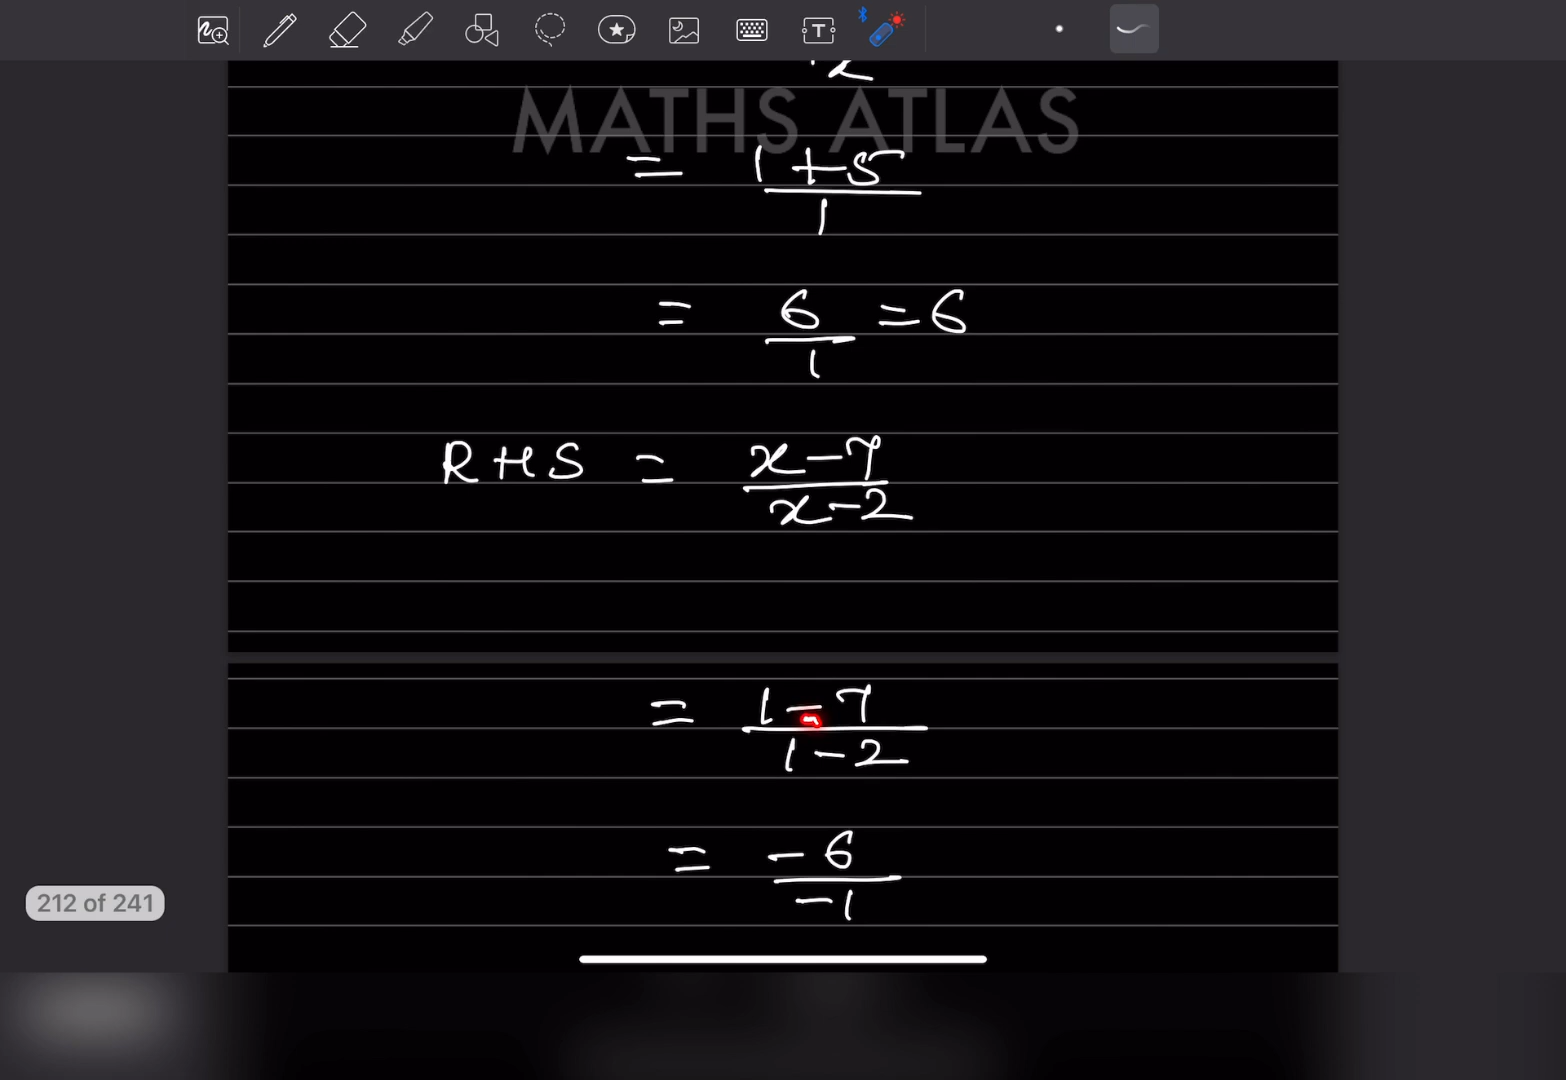 MATHS ATLAS
= 1 + 5 / 1
= 6 / 1 = 6
RHS = x - 7 / x - 2
= 1 - 7 / 1 - 2
= - 6 / - 1
212 of 241